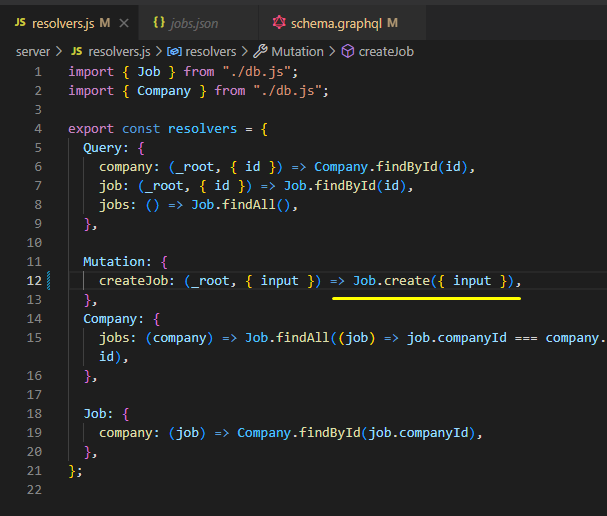 JS resolvers.js M ×
{} jobs.json
schema.graphql M
server > JS resolvers.js > resolvers > Mutation > createJob
1 import { Job } from "./db.js";
2 import { Company } from "./db.js";
3
4 export const resolvers = {
5 Query: {
6 company: (_root, { id }) => Company.findById(id),
7 job: (_root, { id }) => Job.findById(id),
8 jobs: () => Job.findAll(),
9 },
10
11 Mutation: {
12 createJob: (_root, { input }) => Job.create({ input }),
13 },
14 Company: {
15 jobs: (company) => Job.findAll((job) => job.companyId === company.
id),
16 },
17
18 Job: {
19 company: (job) => Company.findById(job.companyId),
20 },
21 };
22